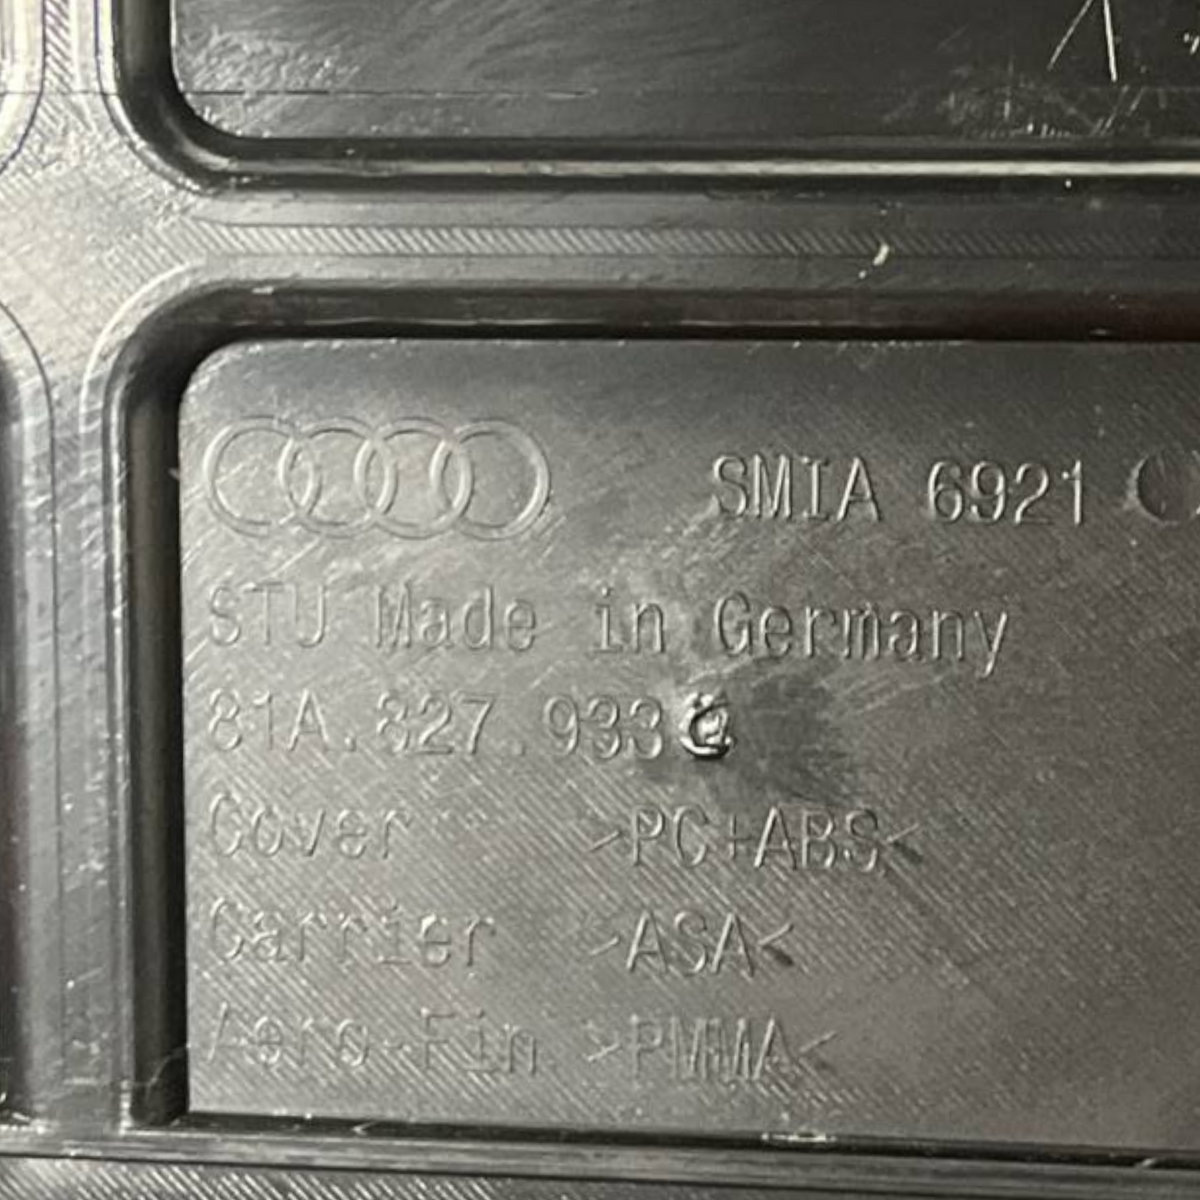 SMIA 6921
STU Made in Germany
81A.827.933
Cover >PC+ABS<
Carrier >ASA<
Aero-Fin >PMMA<